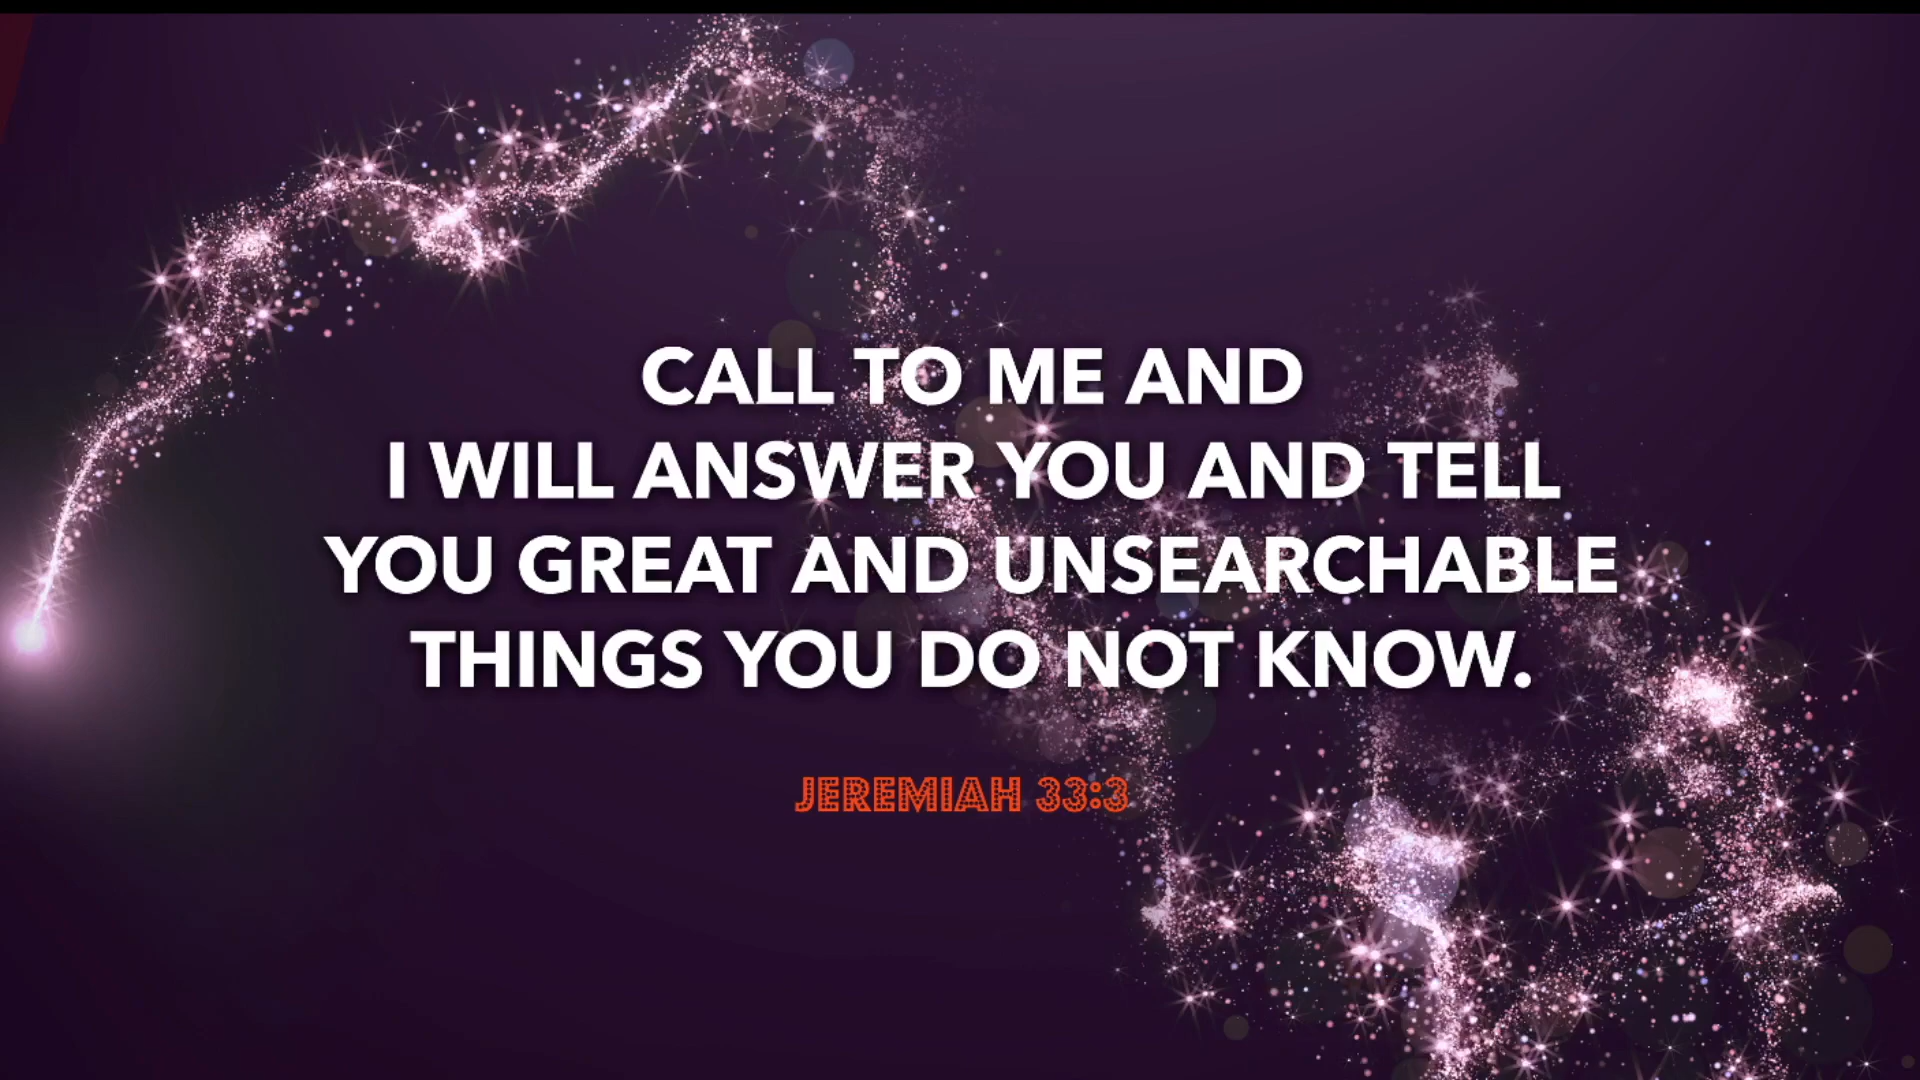 CALL TO ME AND
I WILL ANSWER YOU AND TELL
YOU GREAT AND UNSEARCHABLE
THINGS YOU DO NOT KNOW.
JEREMIAH 33:3